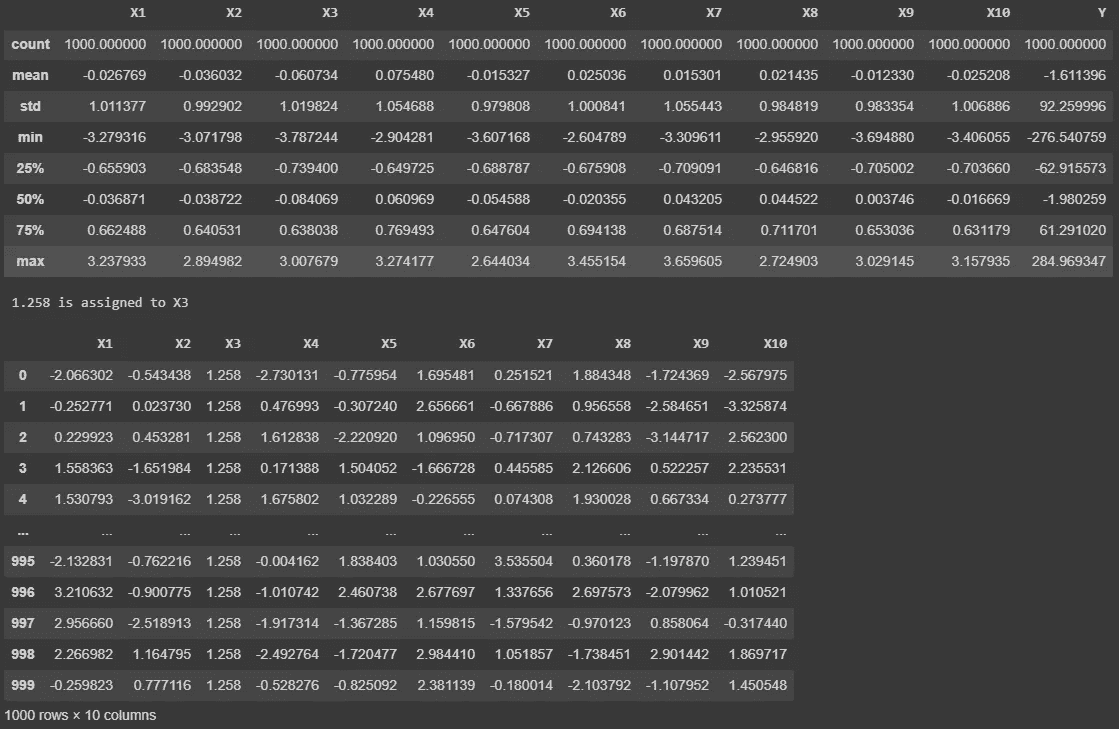 X1 X2 X3 X4 X5 X6 X7 X8 X9 X10 Y
count 1000.000000 1000.000000 1000.000000 1000.000000 1000.000000 1000.000000 1000.000000 1000.000000 1000.000000 1000.000000 1000.000000
mean -0.026769 -0.036032 -0.060734 0.075480 -0.015327 0.025036 0.015301 0.021435 -0.012330 -0.025208 -1.611396
std 1.011377 0.992902 1.019824 1.054688 0.979808 1.000841 1.055443 0.984819 0.983354 1.006886 92.259996
min -3.279316 -3.071798 -3.787244 -2.904281 -3.607168 -2.604789 -3.309611 -2.955920 -3.694880 -3.406055 -276.540759
25% -0.655903 -0.683548 -0.739400 -0.649725 -0.688787 -0.675908 -0.709091 -0.646816 -0.705002 -0.703660 -62.915573
50% -0.036871 -0.038722 -0.084069 0.060969 -0.054588 -0.020355 0.043205 0.044522 0.003746 -0.016669 -1.980259
75% 0.662488 0.640531 0.638038 0.769493 0.647604 0.694138 0.687514 0.711701 0.653036 0.631179 61.291020
max 3.237933 2.894982 3.007679 3.274177 2.644034 3.455154 3.659605 2.724903 3.029145 3.157935 284.969347
1.258 is assigned to X3
X1 X2 X3 X4 X5 X6 X7 X8 X9 X10
0 -2.066302 -0.543438 1.258 -2.730131 -0.775954 1.695481 0.251521 1.884348 -1.724369 -2.567975
1 -0.252771 0.023730 1.258 0.476993 -0.307240 2.656661 -0.667886 0.956558 -2.584651 -3.325874
2 0.229923 0.453281 1.258 1.612838 -2.220920 1.096950 -0.717307 0.743283 -3.144717 2.562300
3 1.558363 -1.651984 1.258 0.171388 1.504052 -1.666728 0.445585 2.126606 0.522257 2.235531
4 1.530793 -3.019162 1.258 1.675802 1.032289 -0.226555 0.074308 1.930028 0.667334 0.273777
... ... ... ... ... ... ... ... ... ... ...
995 -2.132831 -0.762216 1.258 -0.004162 1.838403 1.030550 3.535504 0.360178 -1.197870 1.239451
996 3.210632 -0.900775 1.258 -1.010742 2.460738 2.677697 1.337656 2.697573 -2.079962 1.010521
997 2.956660 -2.518913 1.258 -1.917314 -1.367285 1.159815 -1.579542 -0.970123 0.858064 -0.317440
998 2.266982 1.164795 1.258 -2.492764 -1.720477 2.984410 1.051857 -1.738451 2.901442 1.869717
999 -0.259823 0.777116 1.258 -0.528276 -0.825092 2.381139 -0.180014 -2.103792 -1.107952 1.450548
1000 rows × 10 columns